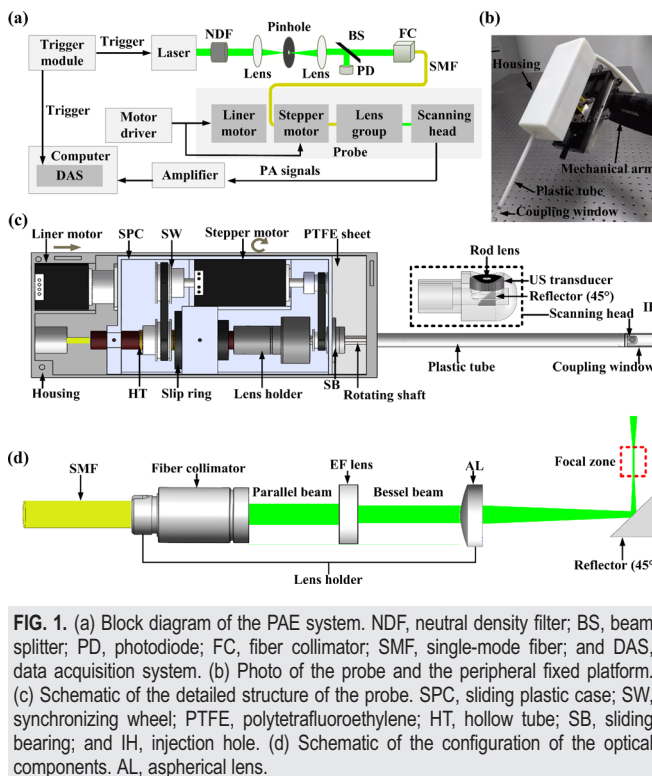 (a)
Trigger module
Trigger
Laser
NDF
Lens
Pinhole
Lens
BS
PD
FC
SMF
Trigger
Motor driver
Liner motor
Stepper motor
Lens group
Scanning head
Probe
Computer
DAS
Amplifier
PA signals
(b)
Housing
Mechanical arm
Plastic tube
Coupling window
(c)
Liner motor
SPC
SW
Stepper motor
PTFE sheet
Rod lens
US transducer
Reflector (45°)
Scanning head
Housing
HT
Slip ring
Lens holder
SB
Rotating shaft
Plastic tube
Coupling window
(d)
SMF
Fiber collimator
Parallel beam
EF lens
Bessel beam
AL
Focal zone
Lens holder
Reflector (45°
FIG. 1. (a) Block diagram of the PAE system. NDF, neutral density filter; BS, beam
splitter; PD, photodiode; FC, fiber collimator; SMF, single-mode fiber; and DAS,
data acquisition system. (b) Photo of the probe and the peripheral fixed platform.
(c) Schematic of the detailed structure of the probe. SPC, sliding plastic case; SW,
synchronizing wheel; PTFE, polytetrafluoroethylene; HT, hollow tube; SB, sliding
bearing; and IH, injection hole. (d) Schematic of the configuration of the optical
components. AL, aspherical lens.